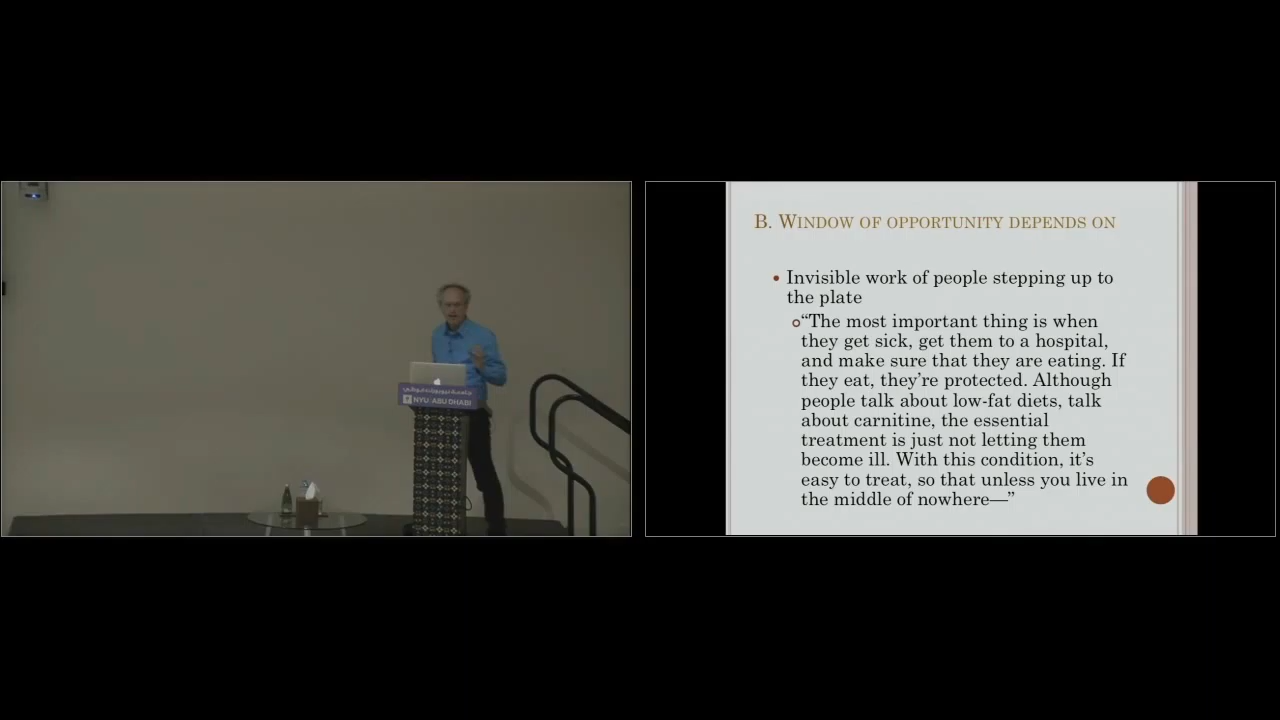 جامعة نيويورك أبوظبي
NYU ABU DHABI
B. WINDOW OF OPPORTUNITY DEPENDS ON
Invisible work of people stepping up to
the plate
“The most important thing is when
they get sick, get them to a hospital,
and make sure that they are eating. If
they eat, they’re protected. Although
people talk about low-fat diets, talk
about carnitine, the essential
treatment is just not letting them
become ill. With this condition, it’s
easy to treat, so that unless you live in
the middle of nowhere—”